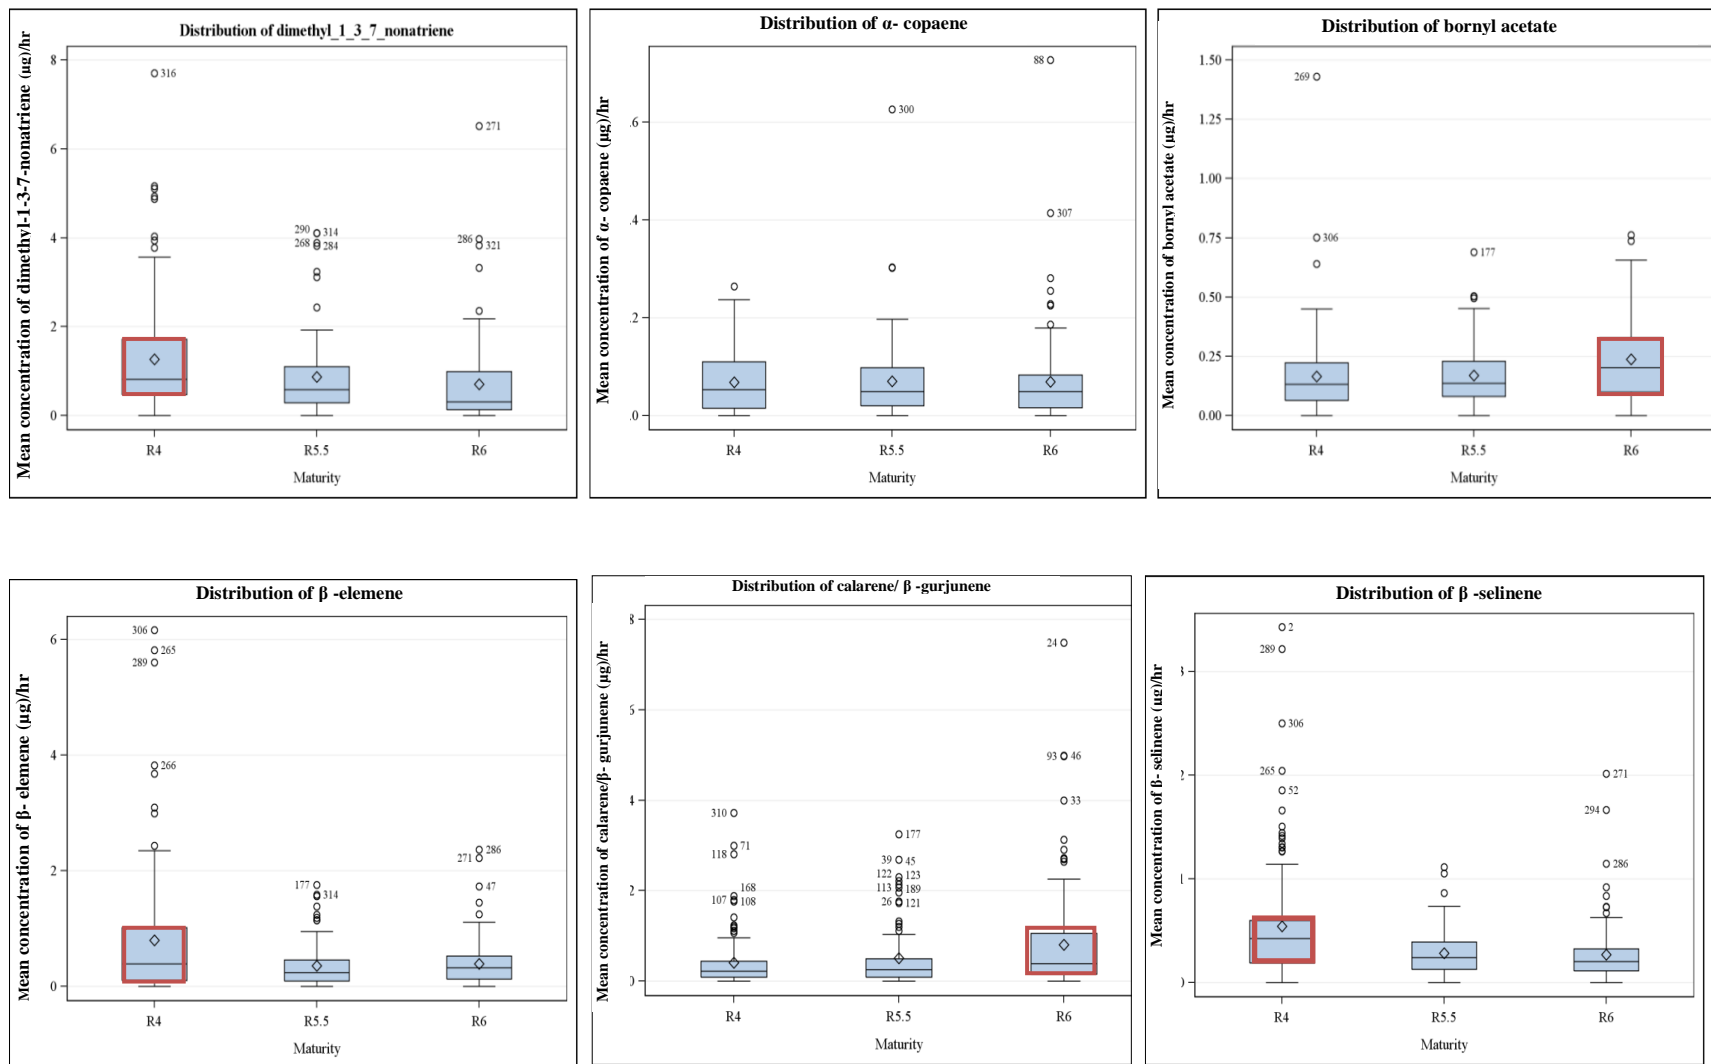 Distribution of dimethyl_1_3_7_nonatriene
Mean concentration of dimethyl-1-3-7-nonatriene (µg)/hr
8
6
4
2
0
316
290 314
268 284
271
286
321
R4 R5.5 R6
Maturity
Distribution of α- copaene
Mean concentration of α- copaene (µg)/hr
.6
.4
.2
.0
300
88
307
R4 R5.5 R6
Maturity
Distribution of bornyl acetate
Mean concentration of bornyl acetate (µg)/hr
1.50
1.25
1.00
0.75
0.50
0.25
0.00
269
306
177
R4 R5.5 R6
Maturity
Distribution of β -elemene
Mean concentration of β- elemene (µg)/hr
6
4
2
0
306
265
289
266
177
314
286
271
47
R4 R5.5 R6
Maturity
Distribution of calarene/ β -gurjunene
Mean concentration of calarene/β- gurjunene (µg)/hr
8
6
4
2
0
310
71
118
168
107 108
177
39 45
122 123
113 189
26 121
24
93 46
33
R4 R5.5 R6
Maturity
Distribution of β -selinene
Mean concentration of β- selinene (µg)/hr
3
2
1
0
2
289
306
265
52
271
294
286
R4 R5.5 R6
Maturity